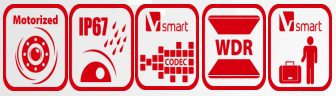 Motorized
IP67
V smart
CODEC
WDR
V smart